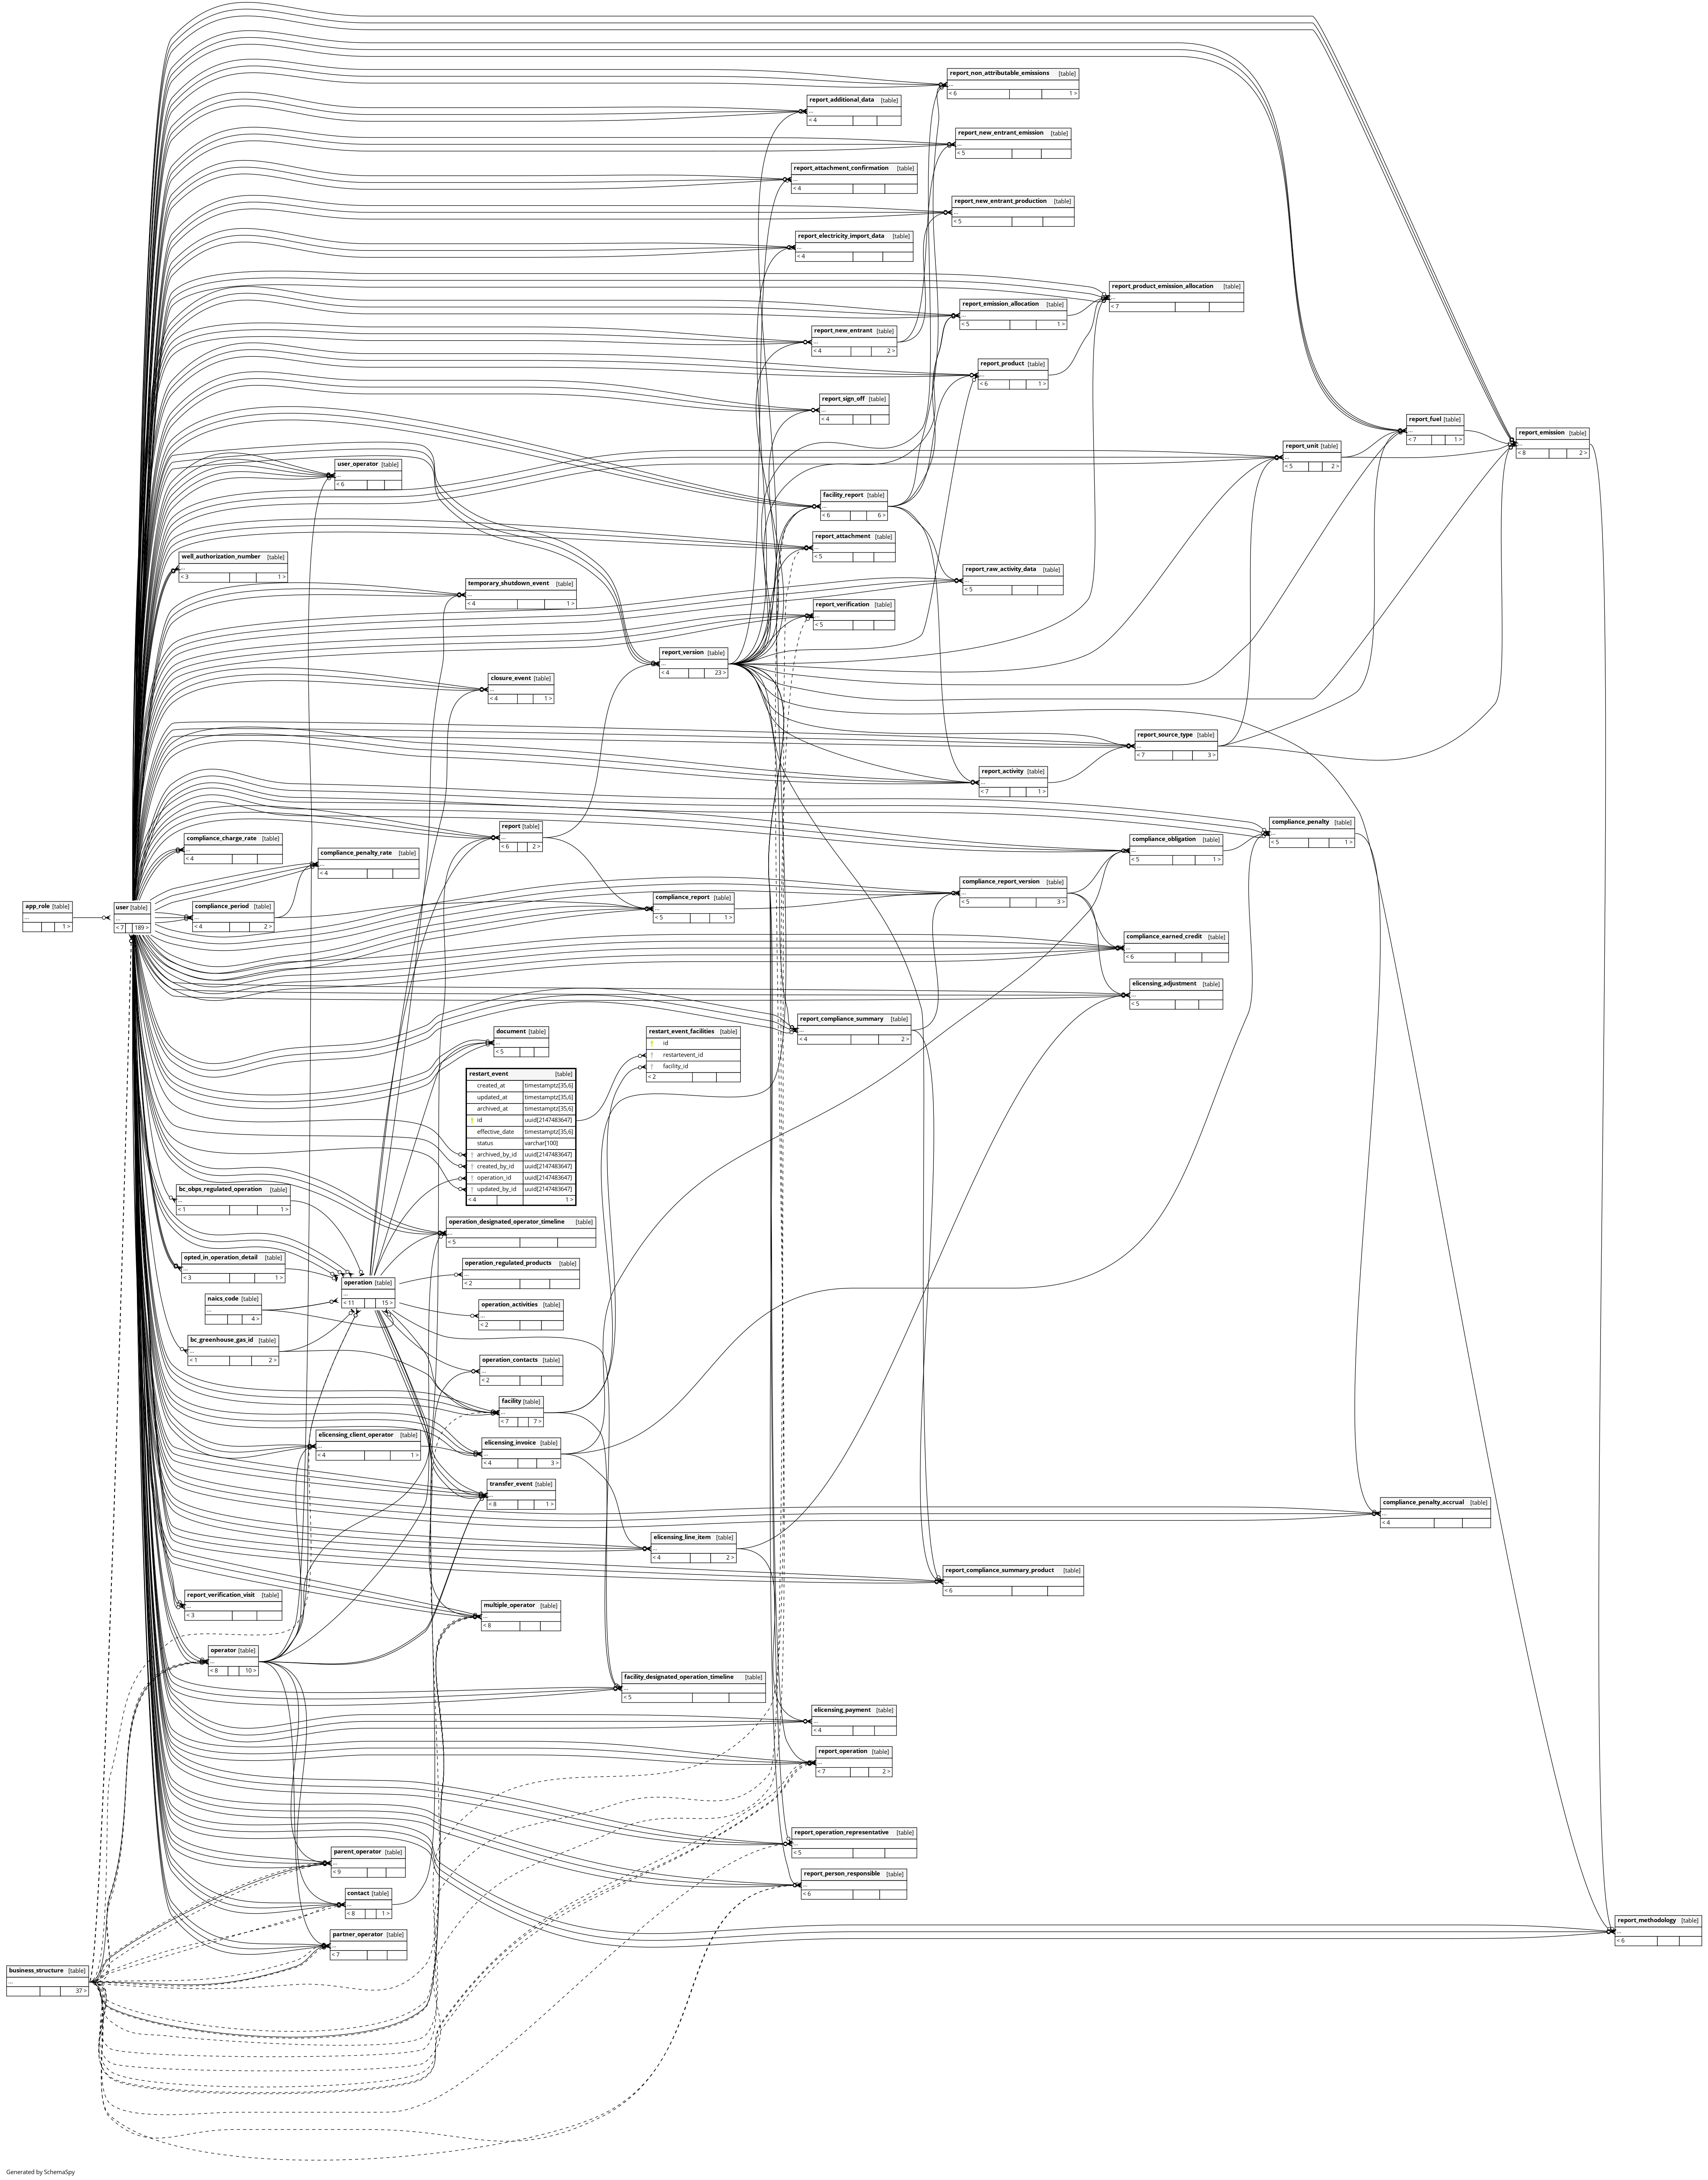 report_non_attributable_emissions [table]
...
< 6 1 >
report_additional_data [table]
...
< 4
report_new_entrant_emission [table]
...
< 5
report_attachment_confirmation [table]
...
< 4
report_new_entrant_production [table]
...
< 5
report_electricity_import_data [table]
...
< 4
report_product_emission_allocation [table]
...
< 7
report_emission_allocation [table]
...
< 5 1 >
report_new_entrant [table]
...
< 4 2 >
report_product [table]
...
< 6 1 >
report_sign_off [table]
...
< 4
report_fuel [table]
...
< 7 1 >
report_emission [table]
...
< 8 2 >
report_unit [table]
...
< 5 2 >
user_operator [table]
...
< 6
facility_report [table]
...
< 6 6 >
report_attachment [table]
...
< 5
well_authorization_number [table]
...
< 3 1 >
report_raw_activity_data [table]
...
< 5
temporary_shutdown_event [table]
...
< 4 1 >
report_verification [table]
...
< 5
report_version [table]
...
< 4 23 >
closure_event [table]
...
< 4 1 >
report_source_type [table]
...
< 7 3 >
report_activity [table]
...
< 7 1 >
report [table]
...
< 6 2 >
compliance_penalty [table]
...
< 5 1 >
compliance_charge_rate [table]
...
< 4
compliance_obligation [table]
...
< 5 1 >
compliance_penalty_rate [table]
...
< 4
compliance_report_version [table]
...
< 5 3 >
compliance_report [table]
...
< 5 1 >
app_role [table]
...
1 >
user [table]
...
< 7 189 >
compliance_period [table]
...
< 4 2 >
compliance_earned_credit [table]
...
< 6
elicensing_adjustment [table]
...
< 5
report_compliance_summary [table]
...
< 4 2 >
document [table]
...
< 5
restart_event_facilities [table]
id
restartevent_id
facility_id
< 2
restart_event [table]
created_at timestamptz[35,6]
updated_at timestamptz[35,6]
archived_at timestamptz[35,6]
id uuid[2147483647]
effective_date timestamptz[35,6]
status varchar[100]
archived_by_id uuid[2147483647]
created_by_id uuid[2147483647]
operation_id uuid[2147483647]
updated_by_id uuid[2147483647]
< 4 1 >
bc_obps_regulated_operation [table]
...
< 1 1 >
operation_designated_operator_timeline [table]
...
< 5
opted_in_operation_detail [table]
...
< 3 1 >
operation_regulated_products [table]
...
< 2
operation [table]
...
< 11 15 >
naics_code [table]
...
4 >
operation_activities [table]
...
< 2
bc_greenhouse_gas_id [table]
...
< 1 2 >
operation_contacts [table]
...
< 2
facility [table]
...
< 7 7 >
elicensing_client_operator [table]
...
< 4 1 >
elicensing_invoice [table]
...
< 4 3 >
transfer_event [table]
...
< 8 1 >
compliance_penalty_accrual [table]
...
< 4
elicensing_line_item [table]
...
< 4 2 >
report_compliance_summary_product [table]
...
< 6
report_verification_visit [table]
...
< 3
multiple_operator [table]
...
< 8
operator [table]
...
< 8 10 >
facility_designated_operation_timeline [table]
...
< 5
elicensing_payment [table]
...
< 4
report_operation [table]
...
< 7 2 >
report_operation_representative [table]
...
< 5
parent_operator [table]
...
< 9
report_person_responsible [table]
...
< 6
contact [table]
...
< 8 1 >
report_methodology [table]
...
< 6
partner_operator [table]
...
< 7
business_structure [table]
...
37 >
Generated by SchemaSpy